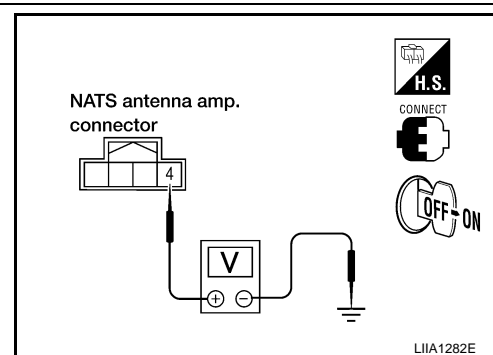 NATS antenna amp.
connector
4
V
+ −
H.S.
CONNECT
OFF→ON
LIIA1282E